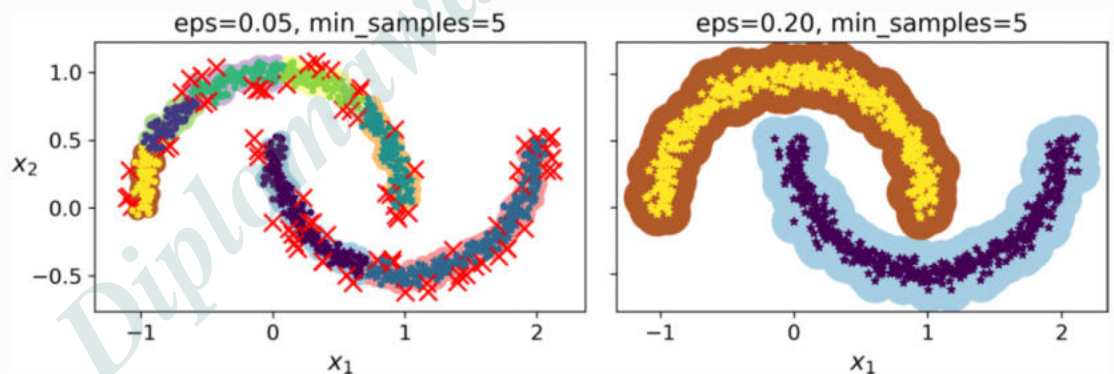 eps=0.05, min_samples=5
eps=0.20, min_samples=5
1.0
0.5
0.0
−0.5
x₂
−1 0 1 2
−1 0 1 2
x₁
x₁